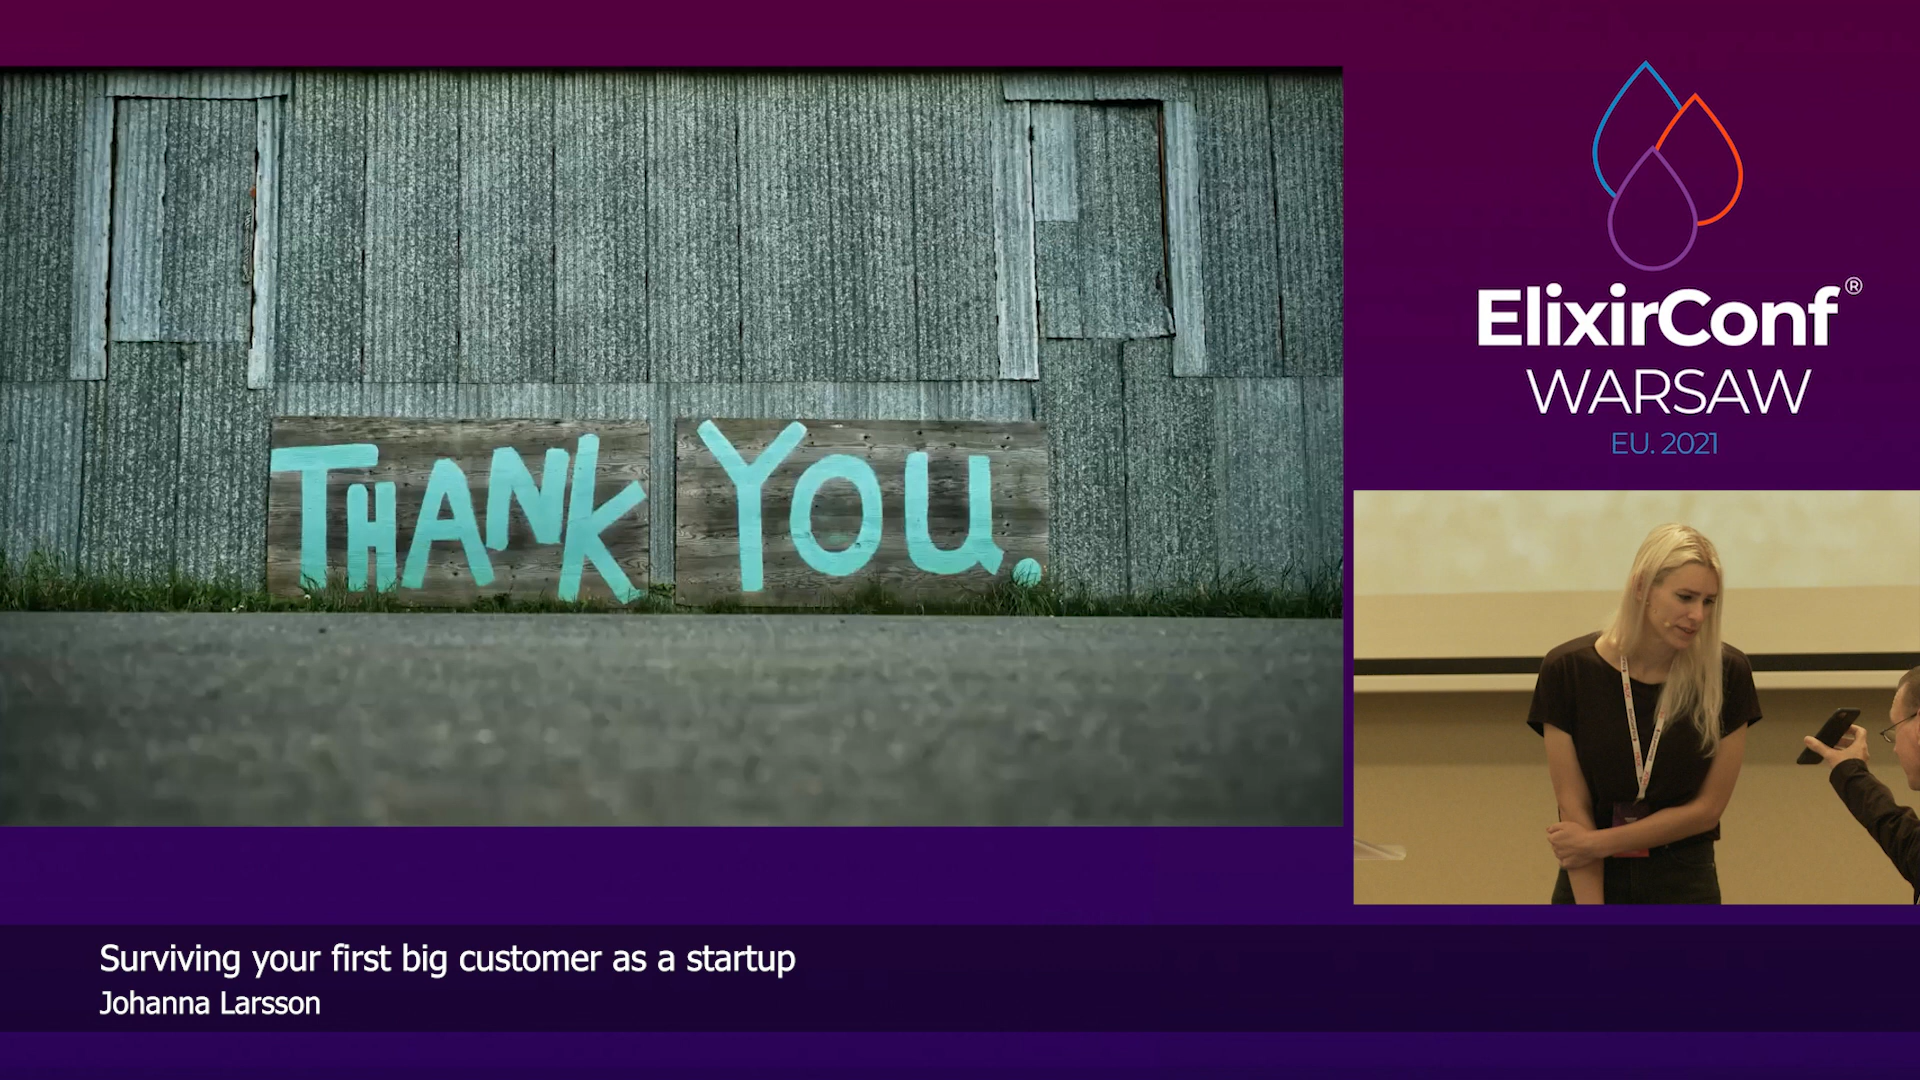 THANK YOU.
ElixirConf®
WARSAW
EU. 2021
Surviving your first big customer as a startup
Johanna Larsson